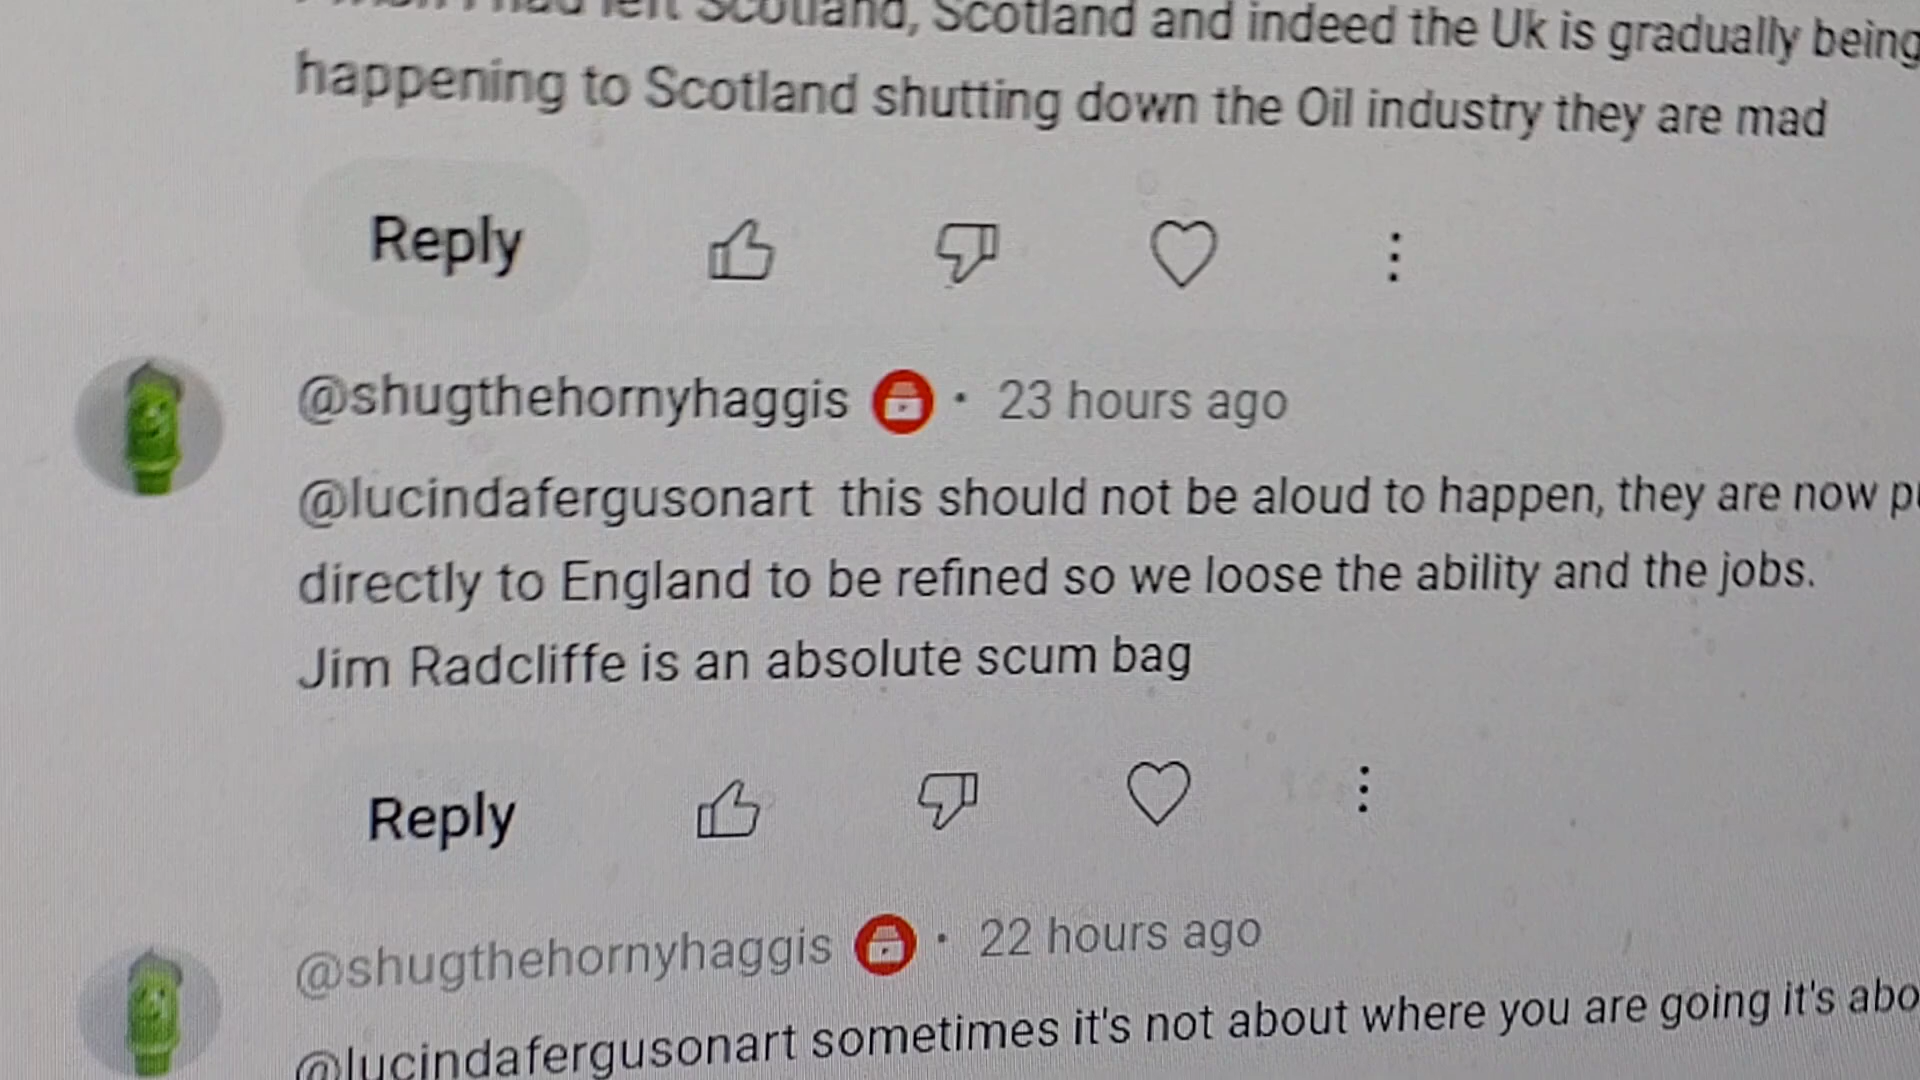 left Scotland, Scotland and indeed the Uk is gradually being
happening to Scotland shutting down the Oil industry they are mad
Reply
@shugthehornyhaggis · 23 hours ago
@lucindafergusonart this should not be aloud to happen, they are now
directly to England to be refined so we loose the ability and the jobs.
Jim Radcliffe is an absolute scum bag
Reply
@shugthehornyhaggis · 22 hours ago
@lucindafergusonart sometimes it's not about where you are going it's